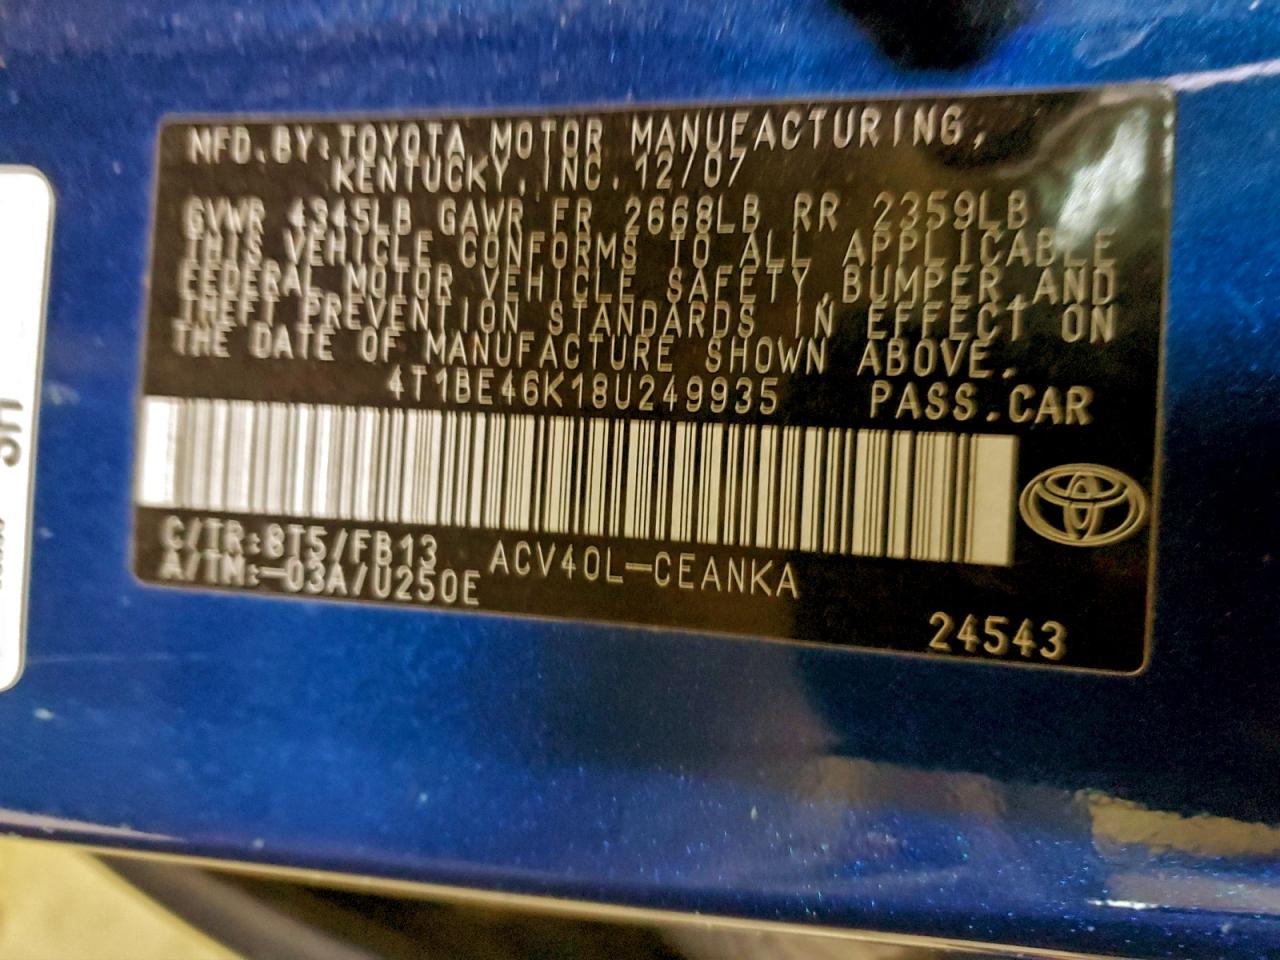 MFD.BY:TOYOTA MOTOR MANUFACTURING,
KENTUCKY, INC. 12/07
GVWR 4345LB GAWR FR 2668LB RR 2359LB
THIS VEHICLE CONFORMS TO ALL APPLICABLE
FEDERAL MOTOR VEHICLE SAFETY, BUMPER, AND
THEFT PREVENTION STANDARDS IN EFFECT ON
THE DATE OF MANUFACTURE SHOWN ABOVE.
4T1BE46K18U249935 PASS.CAR
C/TR:8T5/FB13 ACV40L-CEANKA
A/TM:-03A/U250E
24543